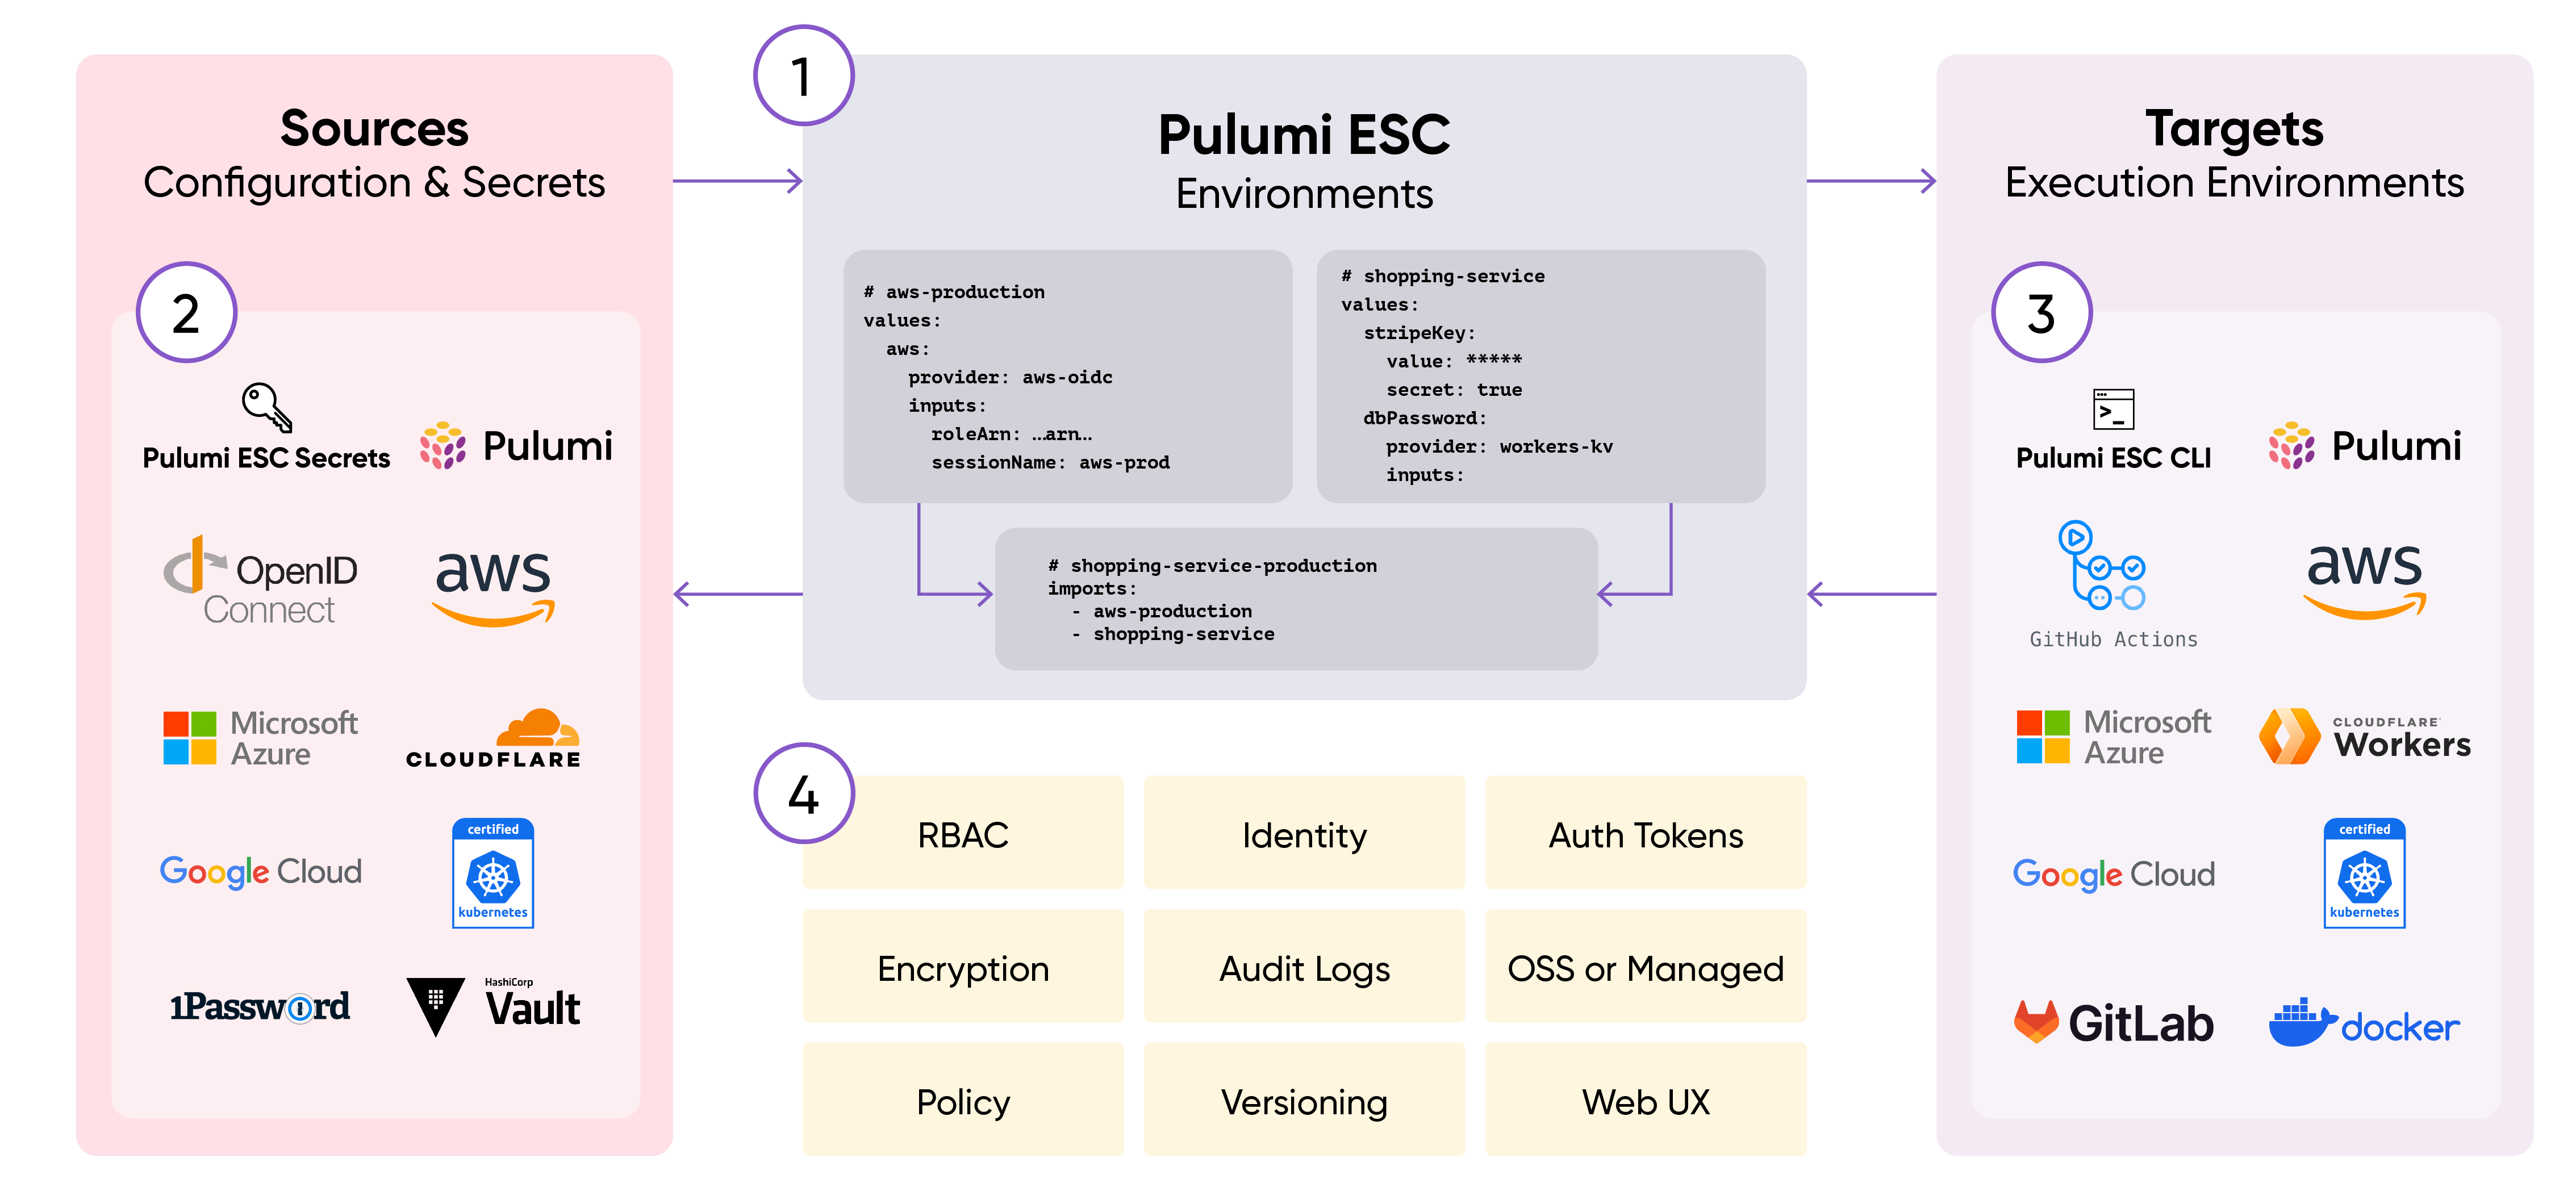 Sources
Configuration & Secrets
2
Pulumi ESC Secrets
Pulumi
OpenID
Connect
aws
Microsoft
Azure
CLOUDFLARE
Google Cloud
certified
kubernetes
1Password
HashiCorp
Vault
1
Pulumi ESC
Environments
# aws-production
values:
  aws:
    provider: aws-oidc
    inputs:
      roleArn: …arn…
      sessionName: aws-prod
# shopping-service
values:
  stripeKey:
    value: *****
    secret: true
  dbPassword:
    provider: workers-kv
    inputs:
# shopping-service-production
imports:
  - aws-production
  - shopping-service
4
RBAC
Identity
Auth Tokens
Encryption
Audit Logs
OSS or Managed
Policy
Versioning
Web UX
Targets
Execution Environments
3
>_
Pulumi ESC CLI
Pulumi
GitHub Actions
aws
Microsoft
Azure
CLOUDFLARE
Workers
Google Cloud
certified
kubernetes
GitLab
docker